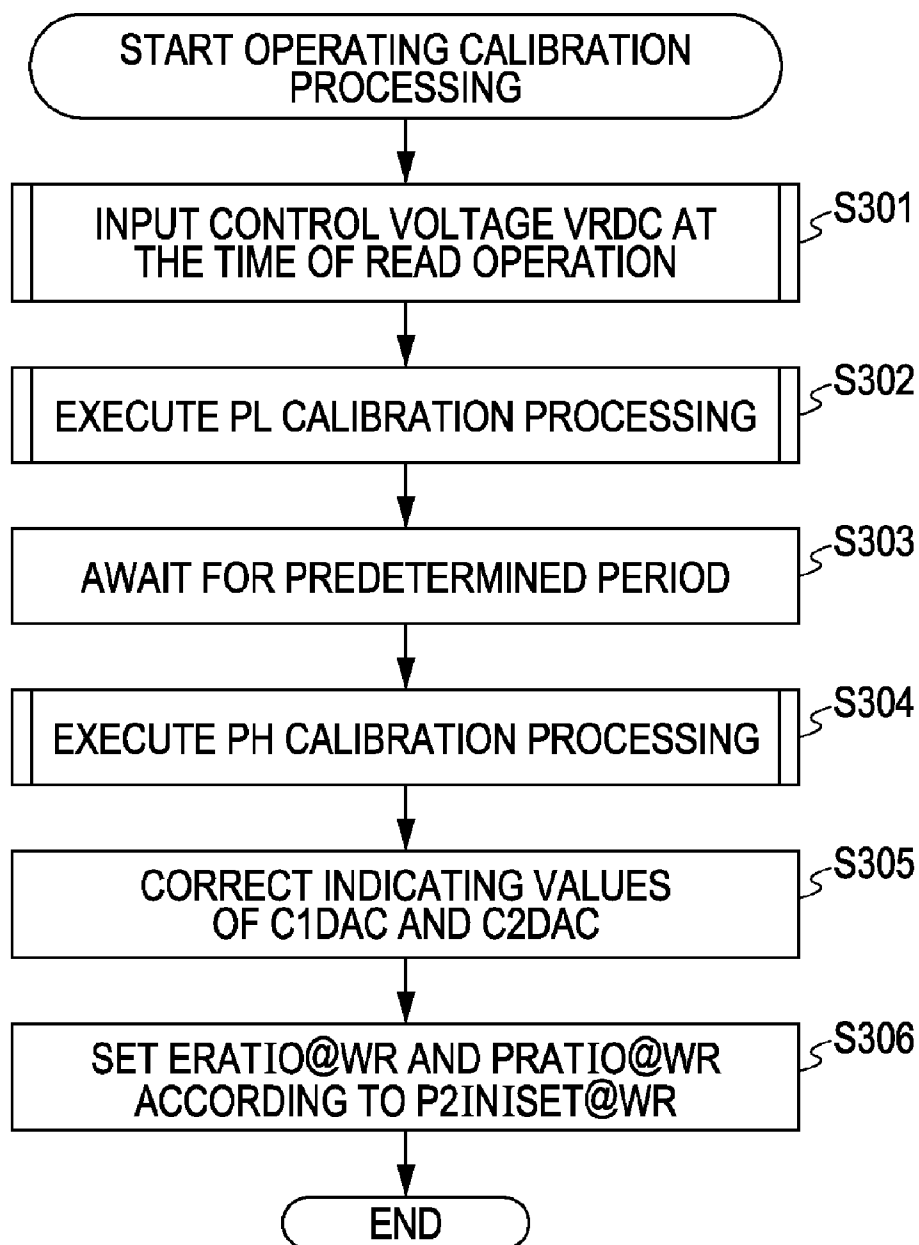 START OPERATING CALIBRATION
PROCESSING
INPUT CONTROL VOLTAGE VRDC AT
THE TIME OF READ OPERATION
S301
EXECUTE PL CALIBRATION PROCESSING
S302
AWAIT FOR PREDETERMINED PERIOD
S303
EXECUTE PH CALIBRATION PROCESSING
S304
CORRECT INDICATING VALUES
OF C1DAC AND C2DAC
S305
SET ERATIO@WR AND PRATIO@WR
ACCORDING TO P2INISET@WR
S306
END